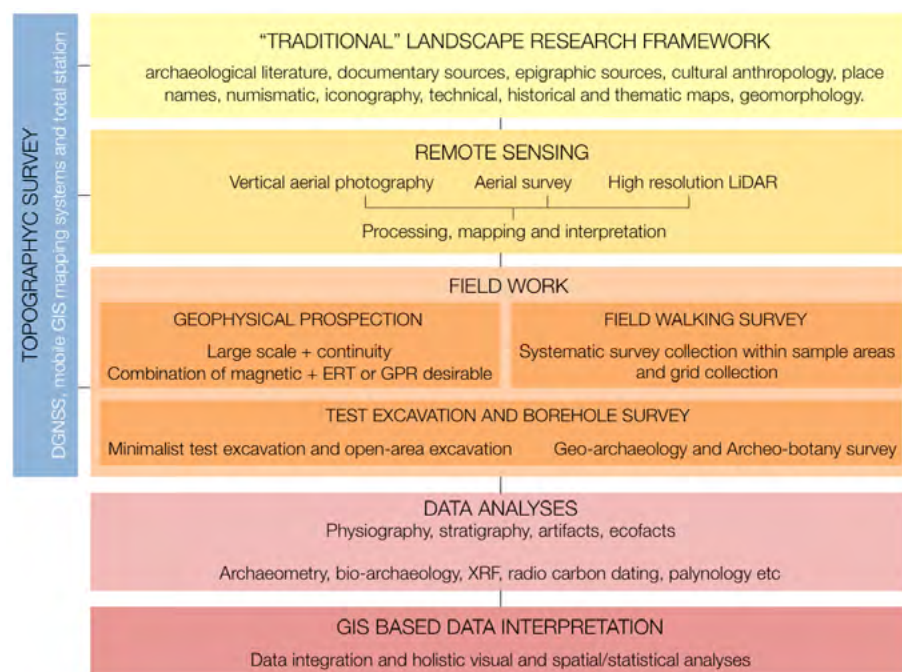 TOPOGRAPHYC SURVEY
DGNSS, mobile GIS mapping systems and total station
“TRADITIONAL” LANDSCAPE RESEARCH FRAMEWORK
archaeological literature, documentary sources, epigraphic sources, cultural anthropology, place
names, numismatic, iconography, technical, historical and thematic maps, geomorphology.
REMOTE SENSING
Vertical aerial photography Aerial survey High resolution LiDAR
Processing, mapping and interpretation
FIELD WORK
GEOPHYSICAL PROSPECTION
Large scale + continuity
Combination of magnetic + ERT or GPR desirable
FIELD WALKING SURVEY
Systematic survey collection within sample areas
and grid collection
TEST EXCAVATION AND BOREHOLE SURVEY
Minimalist test excavation and open-area excavation Geo-archaeology and Archeo-botany survey
DATA ANALYSES
Physiography, stratigraphy, artifacts, ecofacts
Archaeometry, bio-archaeology, XRF, radio carbon dating, palynology etc
GIS BASED DATA INTERPRETATION
Data integration and holistic visual and spatial/statistical analyses